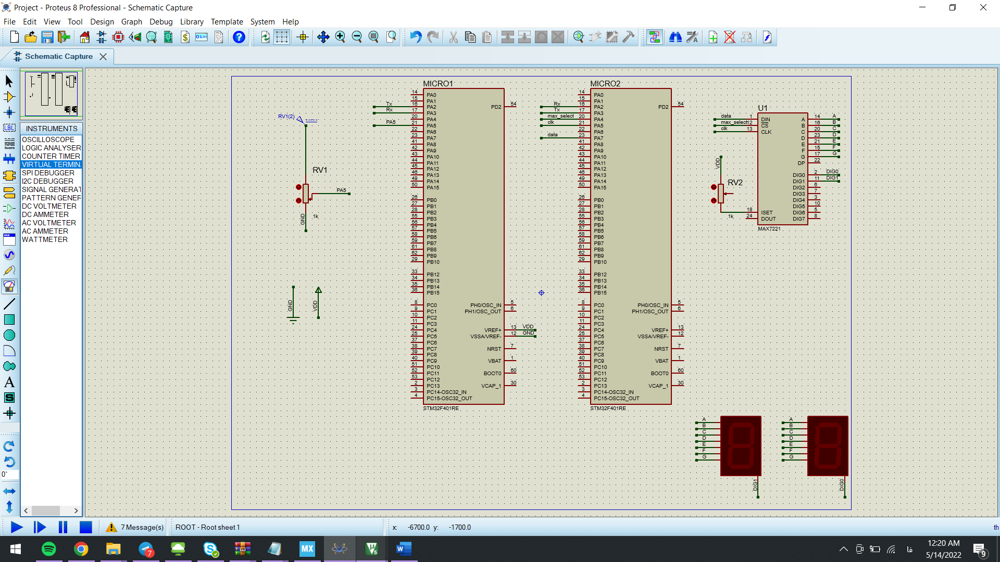 Project - Proteus 8 Professional - Schematic Capture
File Edit View Tool Design Graph Debug Library Template System Help
Schematic Capture
INSTRUMENTS
OSCILLOSCOPE
LOGIC ANALYSER
COUNTER TIMER
VIRTUAL TERMIN
SPI DEBUGGER
I2C DEBUGGER
SIGNAL GENERAT
PATTERN GENER
DC VOLTMETER
DC AMMETER
AC VOLTMETER
AC AMMETER
WATTMETER
LBL
A
S
0°
RV1(2)
RV1
PA5
1k
GND
GND
VDD
MICRO1
Tx
Rx
PA5
14 PA0
15 PA1
16 PA2
17 PA3
20 PA4
21 PA5
22 PA6
23 PA7
41 PA8
42 PA9
43 PA10
44 PA11
45 PA12
46 PA13
49 PA14
50 PA15
26 PB0
27 PB1
28 PB2
55 PB3
56 PB4
57 PB5
58 PB6
59 PB7
61 PB8
62 PB9
29 PB10
33 PB12
34 PB13
35 PB14
36 PB15
8 PC0
9 PC1
10 PC2
11 PC3
24 PC4
25 PC5
37 PC6
38 PC7
39 PC8
40 PC9
51 PC10
52 PC11
53 PC12
2 PC13
3 PC14-OSC32_IN
4 PC15-OSC32_OUT
PD2 54
PH0/OSC_IN 5
PH1/OSC_OUT 6
VREF+ 13 VDD
VSSA/VREF- 12 GND
NRST 7
VBAT 1
BOOT0 60
VCAP_1 30
STM32F401RE
MICRO2
Rx
Tx
max_select
clk
data
14 PA0
15 PA1
16 PA2
17 PA3
20 PA4
21 PA5
22 PA6
23 PA7
41 PA8
42 PA9
43 PA10
44 PA11
45 PA12
46 PA13
49 PA14
50 PA15
26 PB0
27 PB1
28 PB2
55 PB3
56 PB4
57 PB5
58 PB6
59 PB7
61 PB8
62 PB9
29 PB10
33 PB12
34 PB13
35 PB14
36 PB15
8 PC0
9 PC1
10 PC2
11 PC3
24 PC4
25 PC5
37 PC6
38 PC7
39 PC8
40 PC9
51 PC10
52 PC11
53 PC12
2 PC13
3 PC14-OSC32_IN
4 PC15-OSC32_OUT
PD2 54
PH0/OSC_IN 5
PH1/OSC_OUT 6
VREF+ 13
VSSA/VREF- 12
NRST 7
VBAT 1
BOOT0 60
VCAP_1 30
STM32F401RE
U1
data 1 DIN
max_select 12 CS
clk 13 CLK
18 ISET
24 DOUT
A 14 A
B 16 B
C 20 C
D 23 D
E 21 E
F 15 F
G 17 G
DP 22
DIG0 2 DIG0
DIG1 11 DIG1
DIG2 6
DIG3 7
DIG4 3
DIG5 10
DIG6 5
DIG7 8
MAX7221
VDD
RV2
1k
A
B
C
D
E
F
G
DIG1
A
B
C
D
E
F
G
DIG0
7 Message(s)
ROOT - Root sheet 1
x: -6700.0 y: -1700.0
th
7
MX
V5
W
فا
12:20 AM
5/14/2022
9